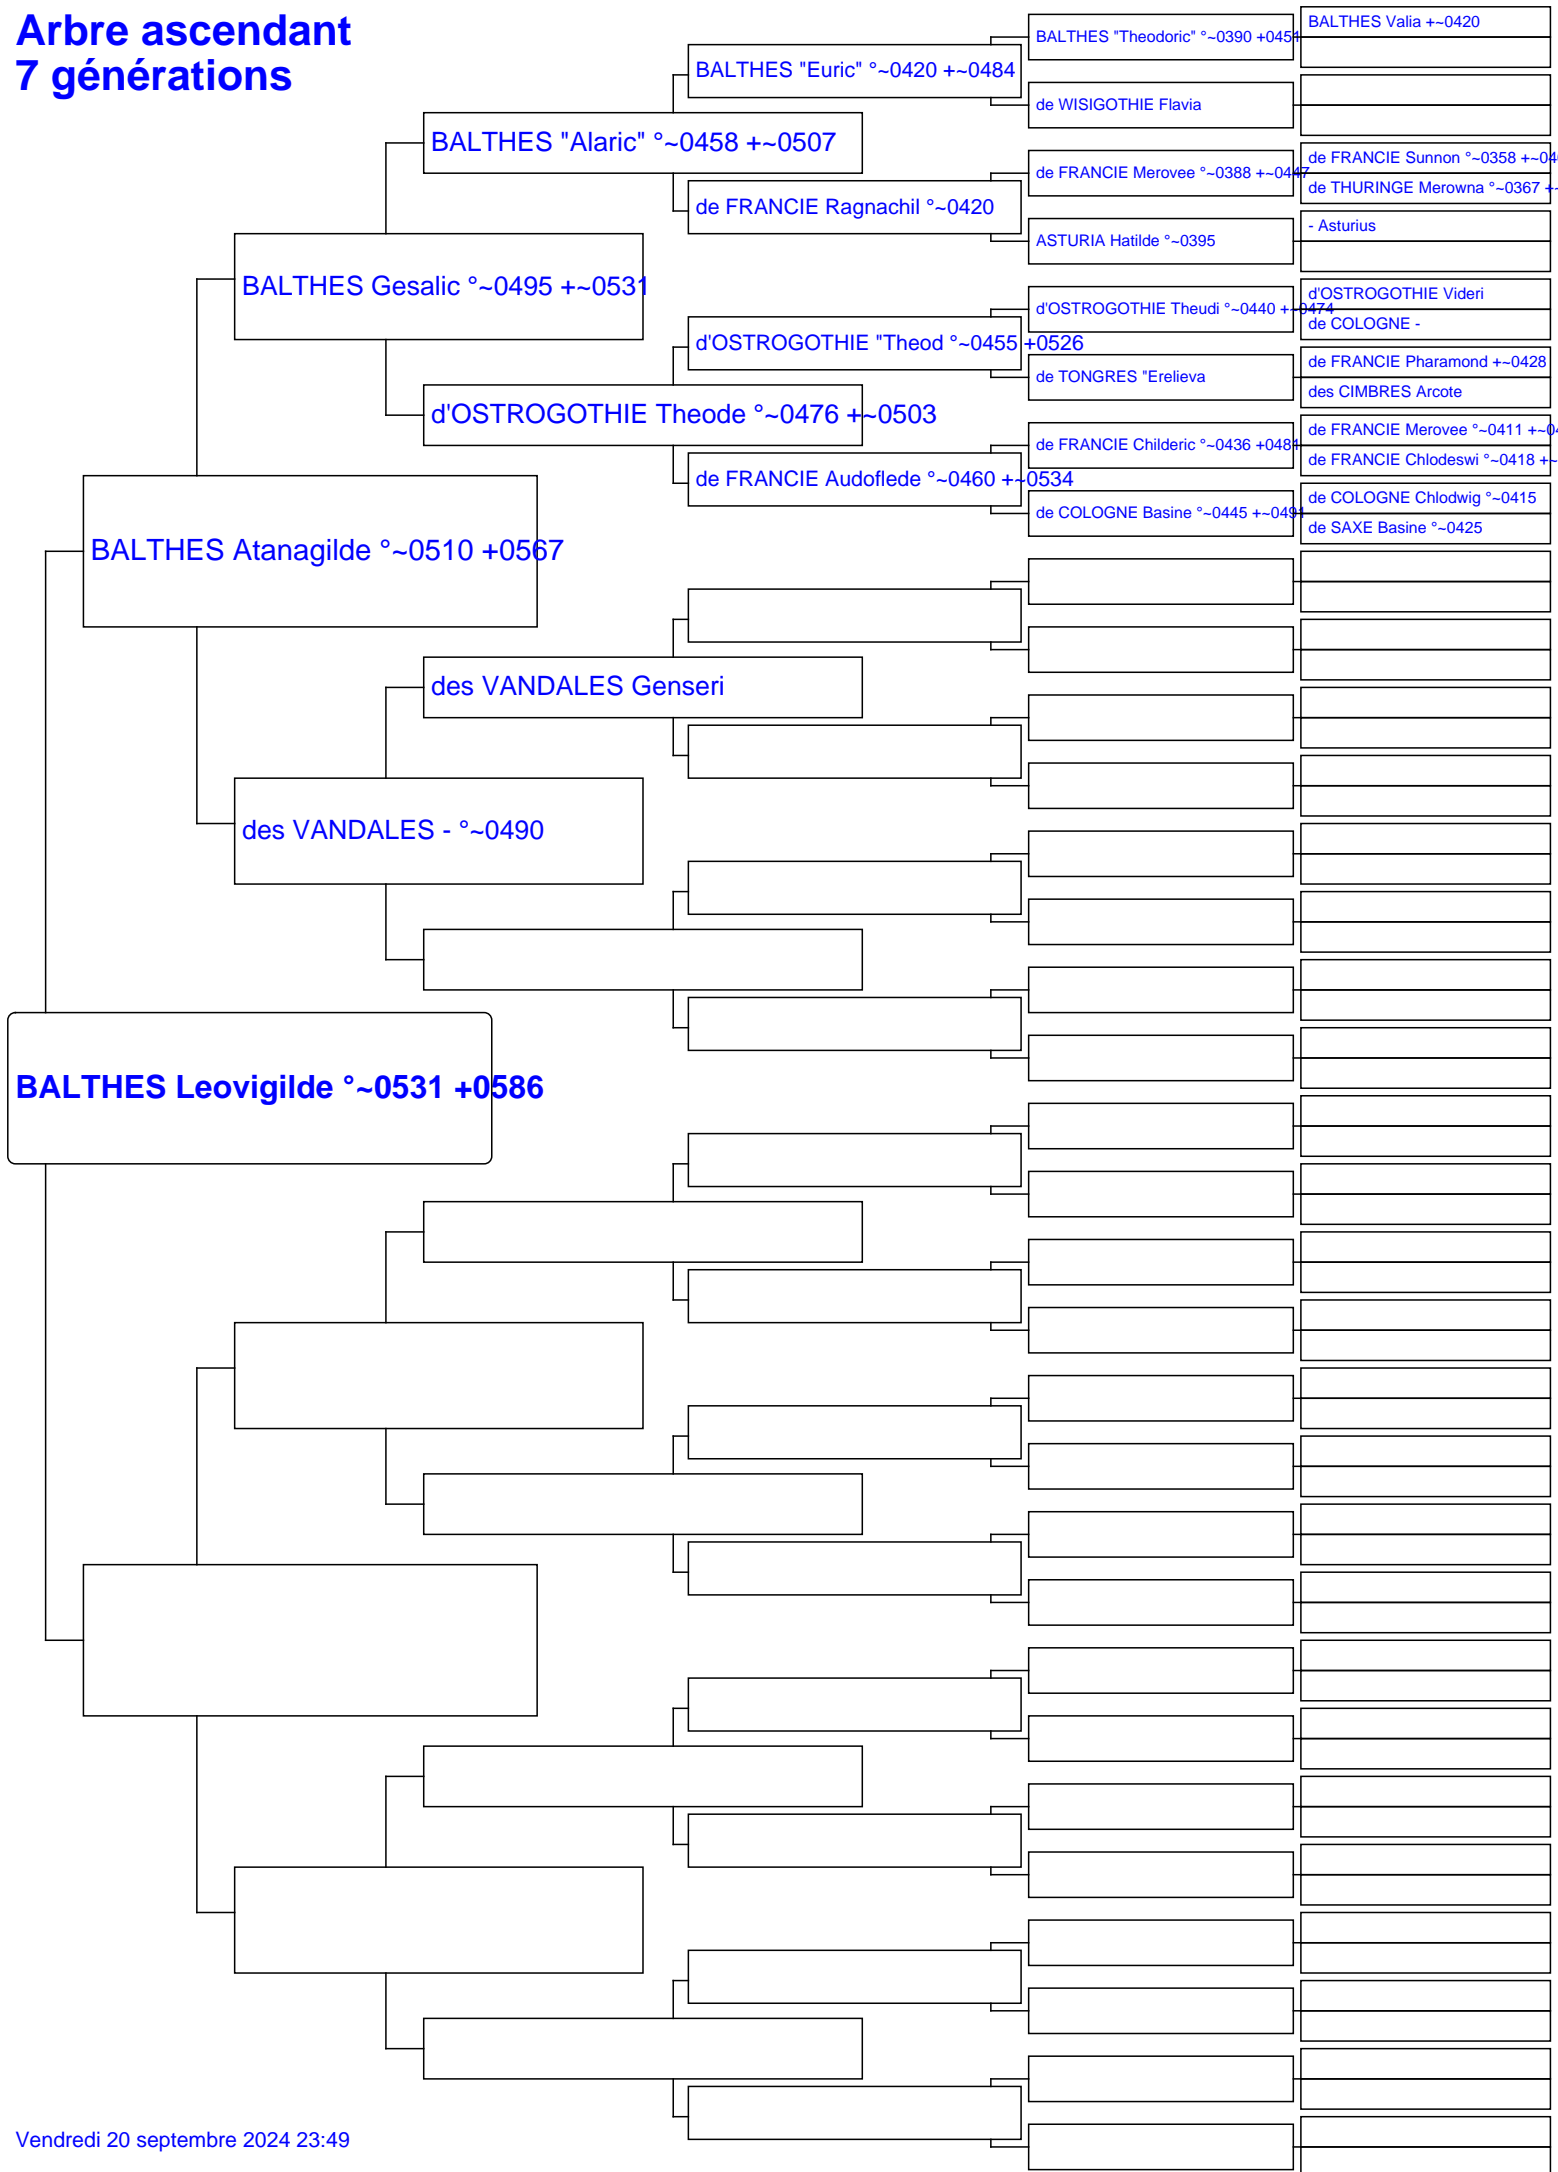 Arbre ascendant
7 générations
BALTHES Valia +~0420
BALTHES "Theodoric" °~0390 +0451
BALTHES "Euric" °~0420 +~0484
de WISIGOTHIE Flavia
BALTHES "Alaric" °~0458 +~0507
de FRANCIE Sunnon °~0358 +~04
de FRANCIE Merovee °~0388 +~0447
de THURINGE Merowna °~0367 +~
de FRANCIE Ragnachil °~0420
- Asturius
ASTURIA Hatilde °~0395
BALTHES Gesalic °~0495 +~0531
d'OSTROGOTHIE Videri
d'OSTROGOTHIE Theudi °~0440 +~0474
de COLOGNE -
d'OSTROGOTHIE "Theod °~0455 +0526
de FRANCIE Pharamond +~0428
de TONGRES "Erelieva
des CIMBRES Arcote
d'OSTROGOTHIE Theode °~0476 +~0503
de FRANCIE Merovee °~0411 +~04
de FRANCIE Childeric °~0436 +0481
de FRANCIE Chlodeswi °~0418 +~
de FRANCIE Audoflede °~0460 +~0534
de COLOGNE Chlodwig °~0415
de COLOGNE Basine °~0445 +~0491
de SAXE Basine °~0425
BALTHES Atanagilde °~0510 +0567
des VANDALES Genseri
des VANDALES - °~0490
BALTHES Leovigilde °~0531 +0586
Vendredi 20 septembre 2024 23:49